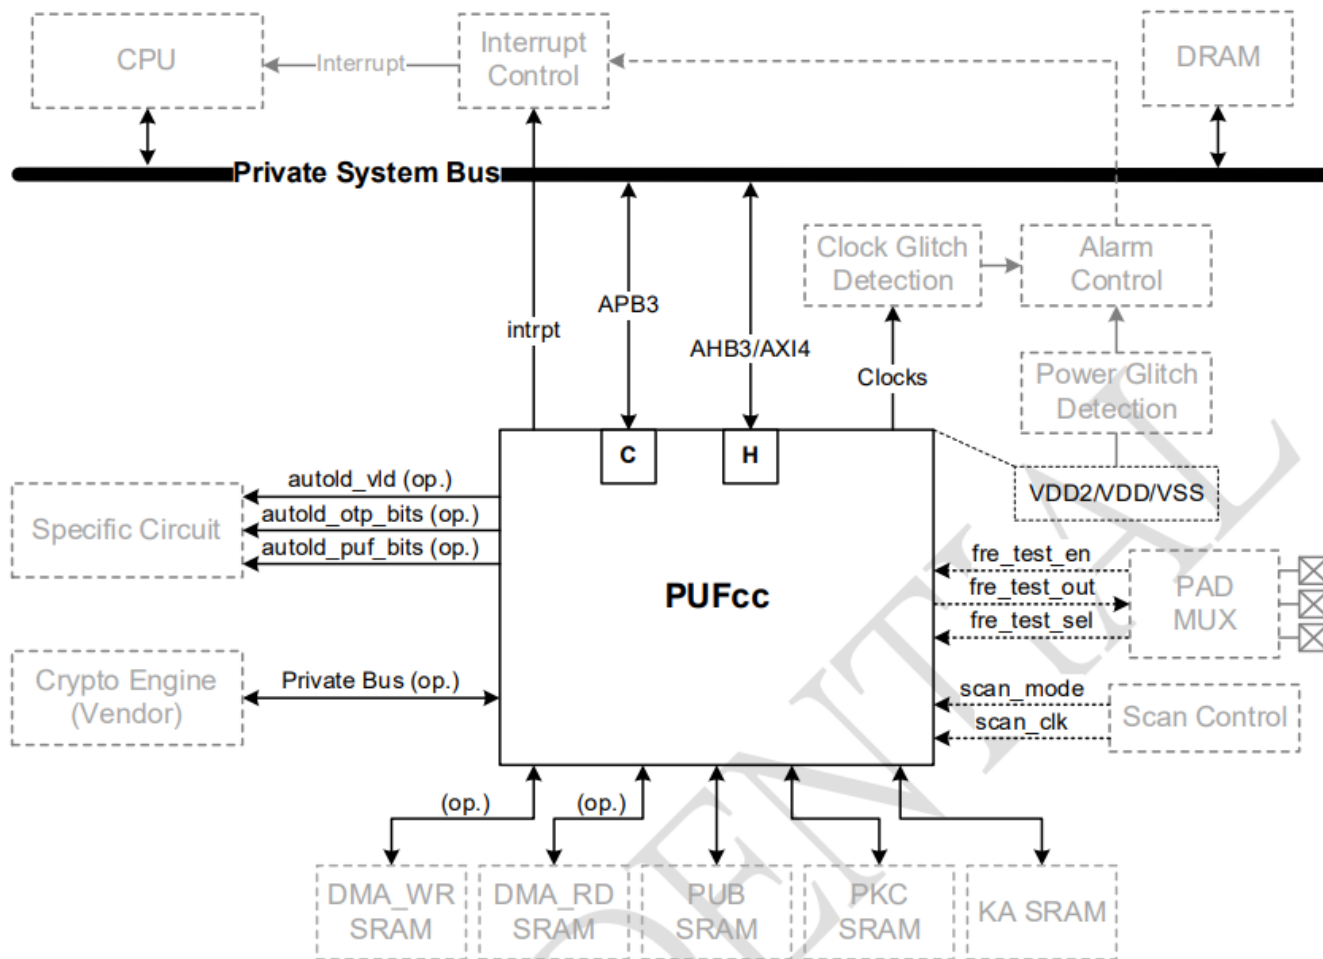 CPU
Interrupt
Interrupt
Control
DRAM
Private System Bus
Clock Glitch
Detection
Alarm
Control
APB3
intrpt
AHB3/AXI4
Clocks
Power Glitch
Detection
C
H
VDD2/VDD/VSS
Specific Circuit
autold_vld (op.)
autold_otp_bits (op.)
autold_puf_bits (op.)
PUFcc
fre_test_en
fre_test_out
fre_test_sel
PAD
MUX
Crypto Engine
(Vendor)
Private Bus (op.)
scan_mode
scan_clk
Scan Control
(op.)
(op.)
DMA_WR
SRAM
DMA_RD
SRAM
PUB
SRAM
PKC
SRAM
KA SRAM
DENTIAL